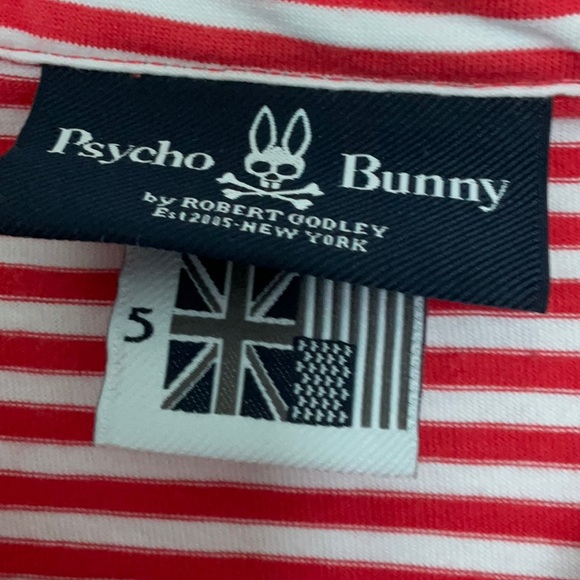 Psycho Bunny
by ROBERT GODLEY
Est 2005-NEW YORK
5